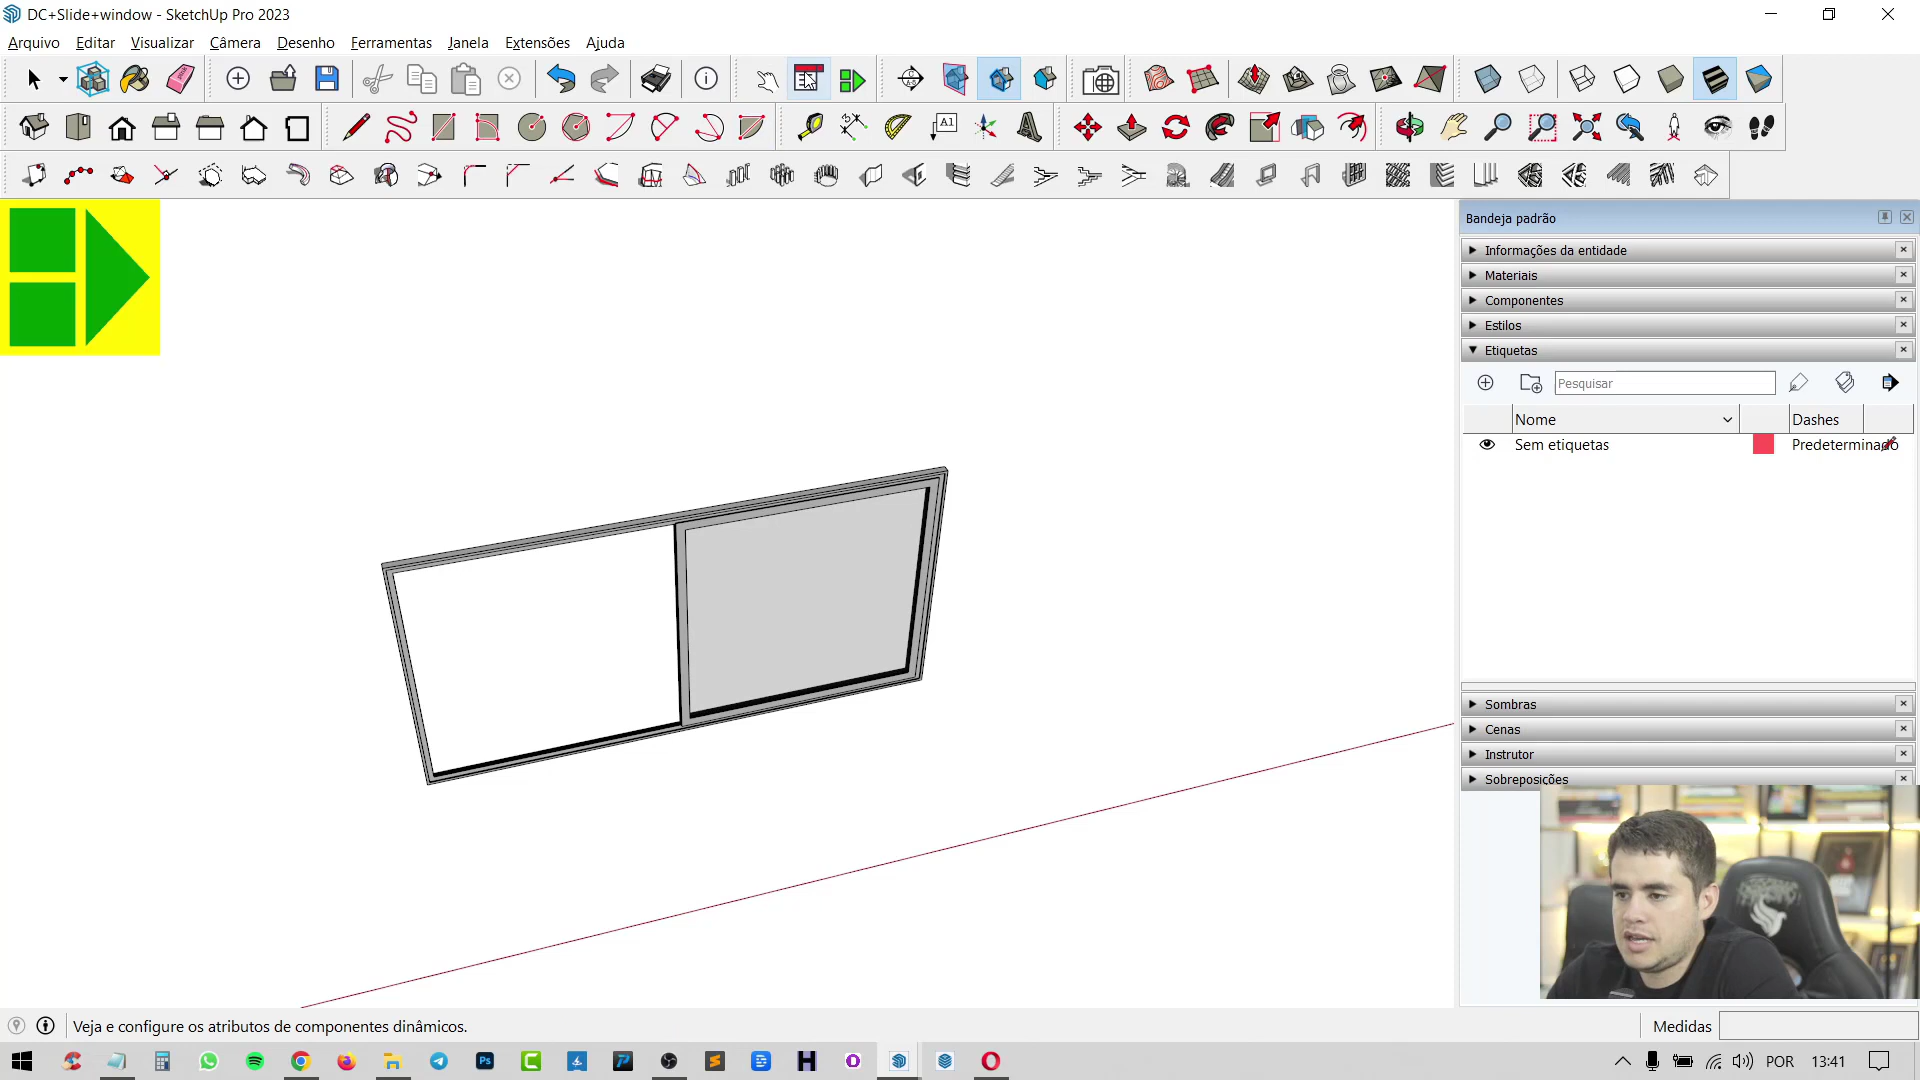 DC+Slide+window - SketchUp Pro 2023
Arquivo Editar Visualizar Câmera Desenho Ferramentas Janela Extensões Ajuda
A1
Bandeja padrão
Informações da entidade
Materiais
Componentes
Estilos
Etiquetas
Pesquisar
Nome Dashes
Sem etiquetas Predeterminado
Sombras
Cenas
Instrutor
Sobreposições
Veja e configure os atributos de componentes dinâmicos.
Medidas
Ps
POR 13:41